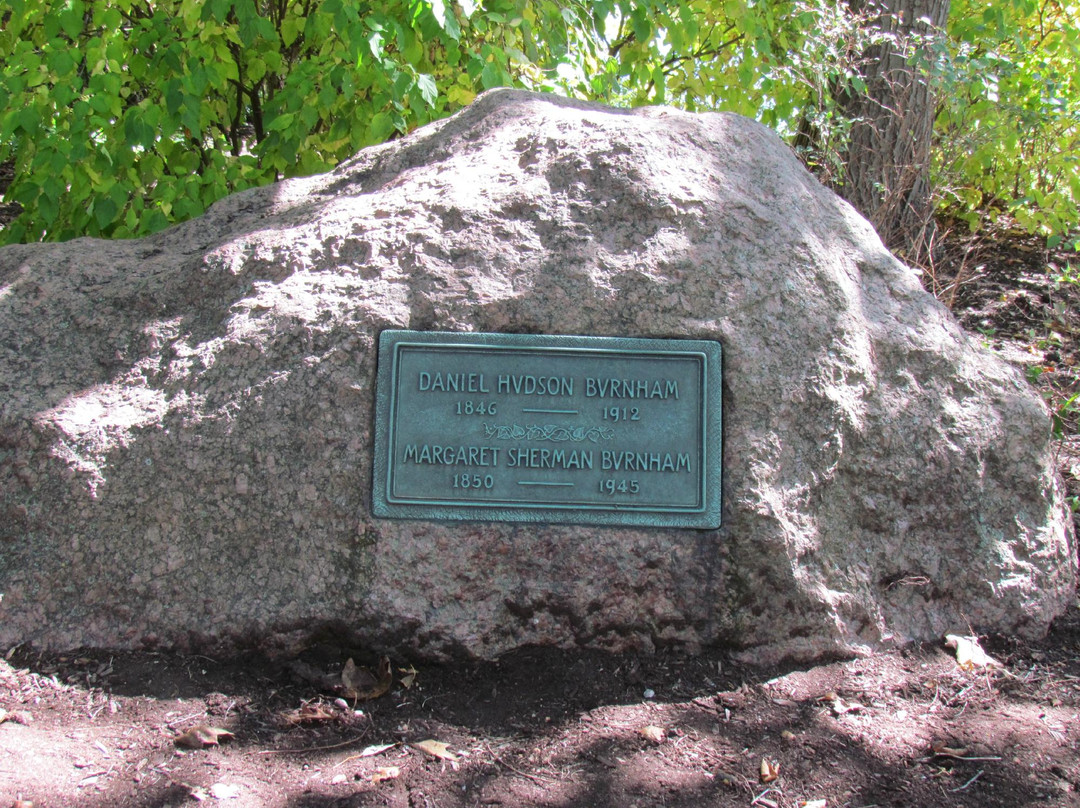 DANIEL HVDSON BVRNHAM
1846 — 1912
MARGARET SHERMAN BVRNHAM
1850 — 1945